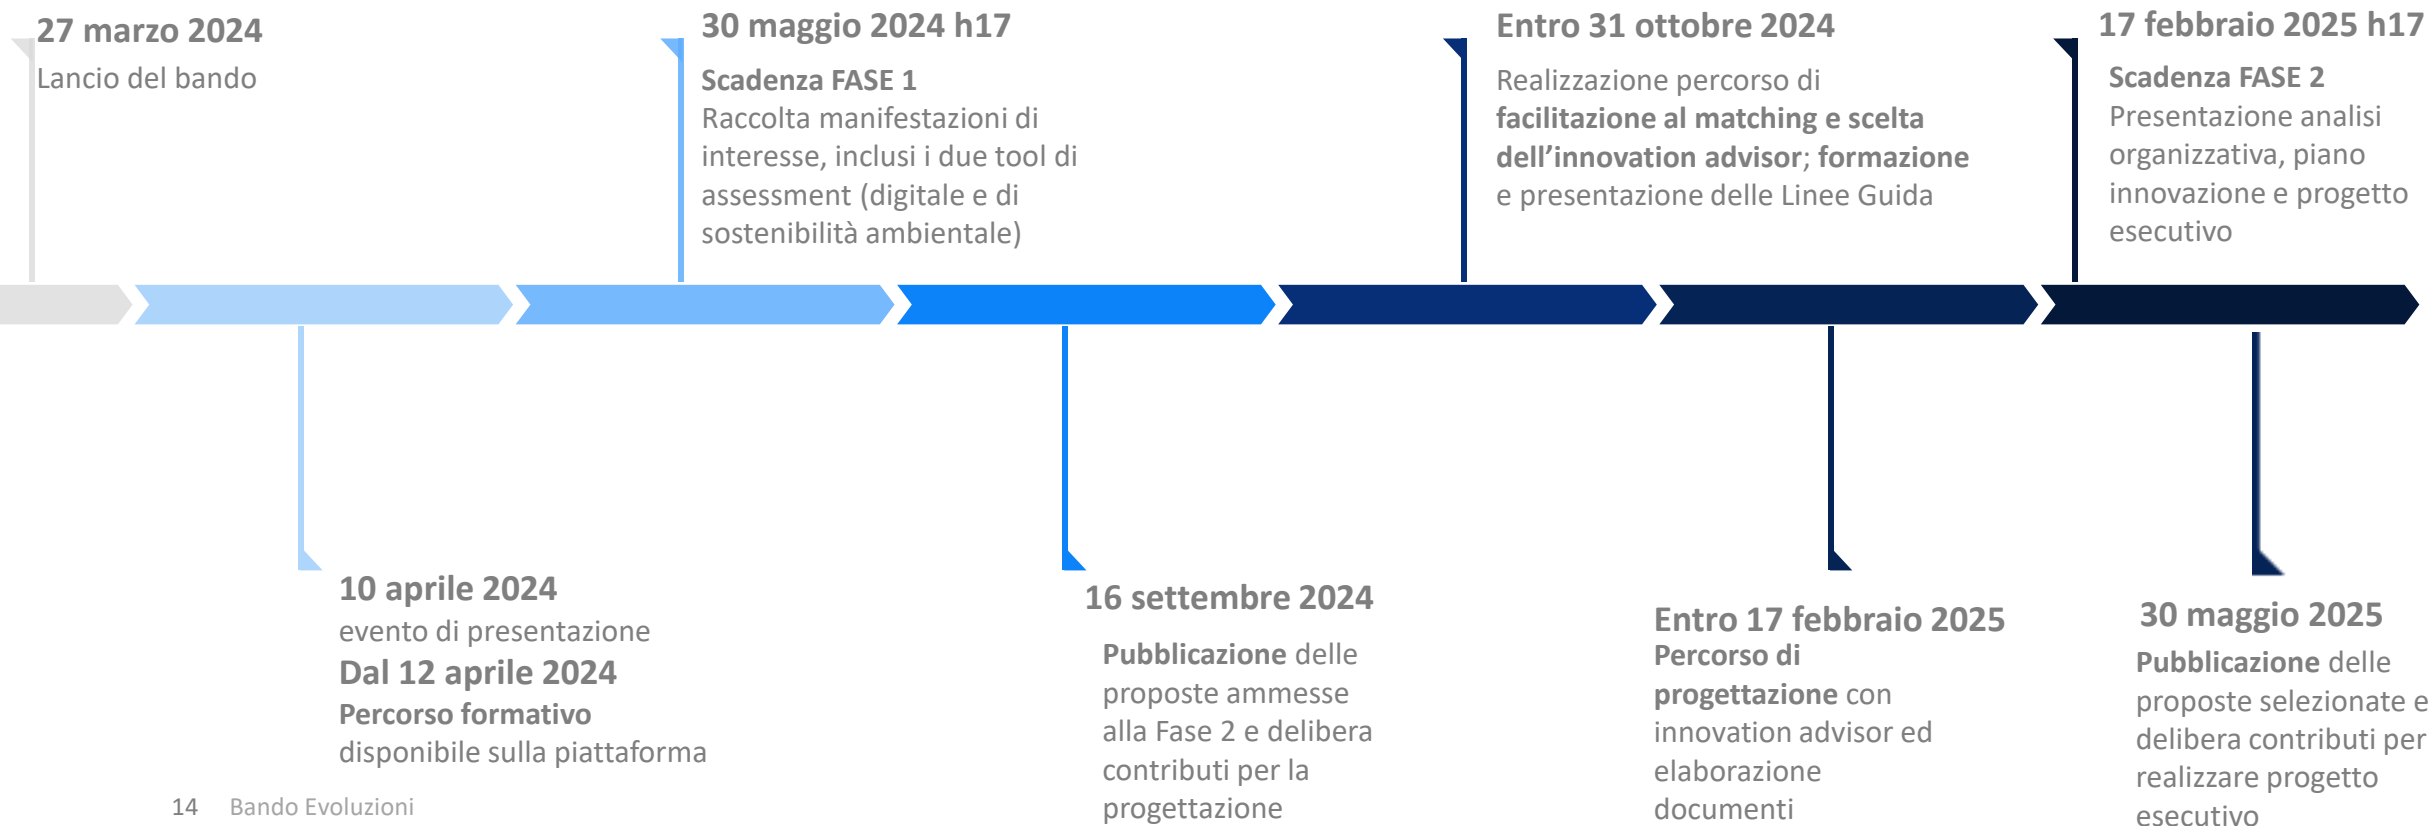 27 marzo 2024
Lancio del bando
30 maggio 2024 h17
Scadenza FASE 1
Raccolta manifestazioni di
interesse, inclusi i due tool di
assessment (digitale e di
sostenibilità ambientale)
Entro 31 ottobre 2024
Realizzazione percorso di
facilitazione al matching e scelta
dell’innovation advisor; formazione
e presentazione delle Linee Guida
17 febbraio 2025 h17
Scadenza FASE 2
Presentazione analisi
organizzativa, piano
innovazione e progetto
esecutivo
10 aprile 2024
evento di presentazione
Dal 12 aprile 2024
Percorso formativo
disponibile sulla piattaforma
16 settembre 2024
Pubblicazione delle
proposte ammesse
alla Fase 2 e delibera
contributi per la
progettazione
Entro 17 febbraio 2025
Percorso di
progettazione con
innovation advisor ed
elaborazione
documenti
30 maggio 2025
Pubblicazione delle
proposte selezionate e
delibera contributi per
realizzare progetto
esecutivo
14 Bando Evoluzioni